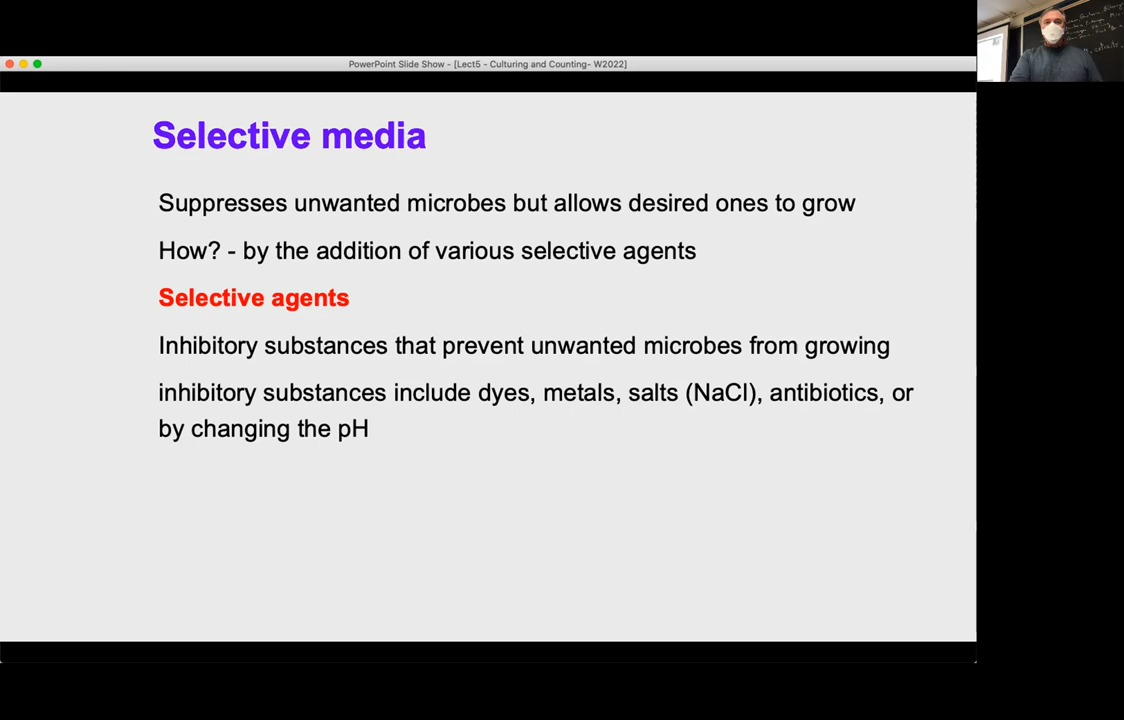 PowerPoint Slide Show - [Lect5 - Culturing and Counting- W2022]
Selective media
Suppresses unwanted microbes but allows desired ones to grow
How? - by the addition of various selective agents
Selective agents
Inhibitory substances that prevent unwanted microbes from growing
inhibitory substances include dyes, metals, salts (NaCl), antibiotics, or
by changing the pH